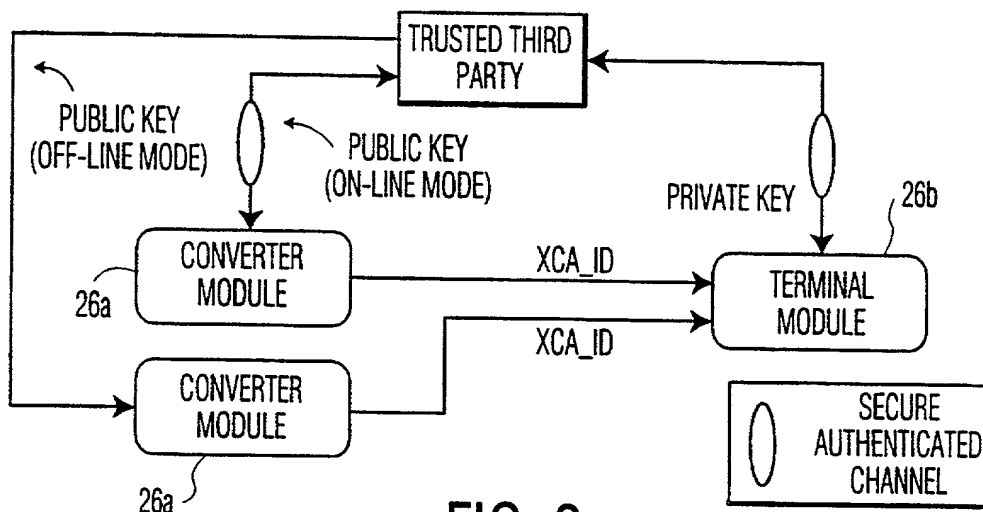 TRUSTED THIRD
PARTY
PUBLIC KEY
(OFF-LINE MODE)
PUBLIC KEY
(ON-LINE MODE)
PRIVATE KEY
26b
CONVERTER
MODULE
26a
XCA_ID
TERMINAL
MODULE
XCA_ID
CONVERTER
MODULE
26a
SECURE
AUTHENTICATED
CHANNEL